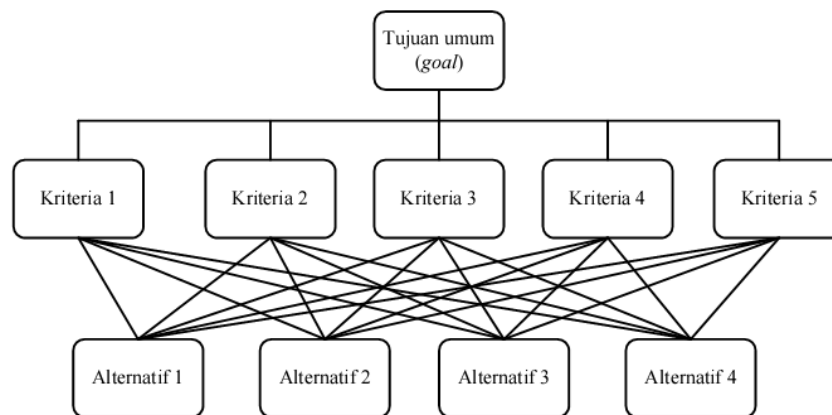 Tujuan umum
(goal)
Kriteria 1
Kriteria 2
Kriteria 3
Kriteria 4
Kriteria 5
Alternatif 1
Alternatif 2
Alternatif 3
Alternatif 4